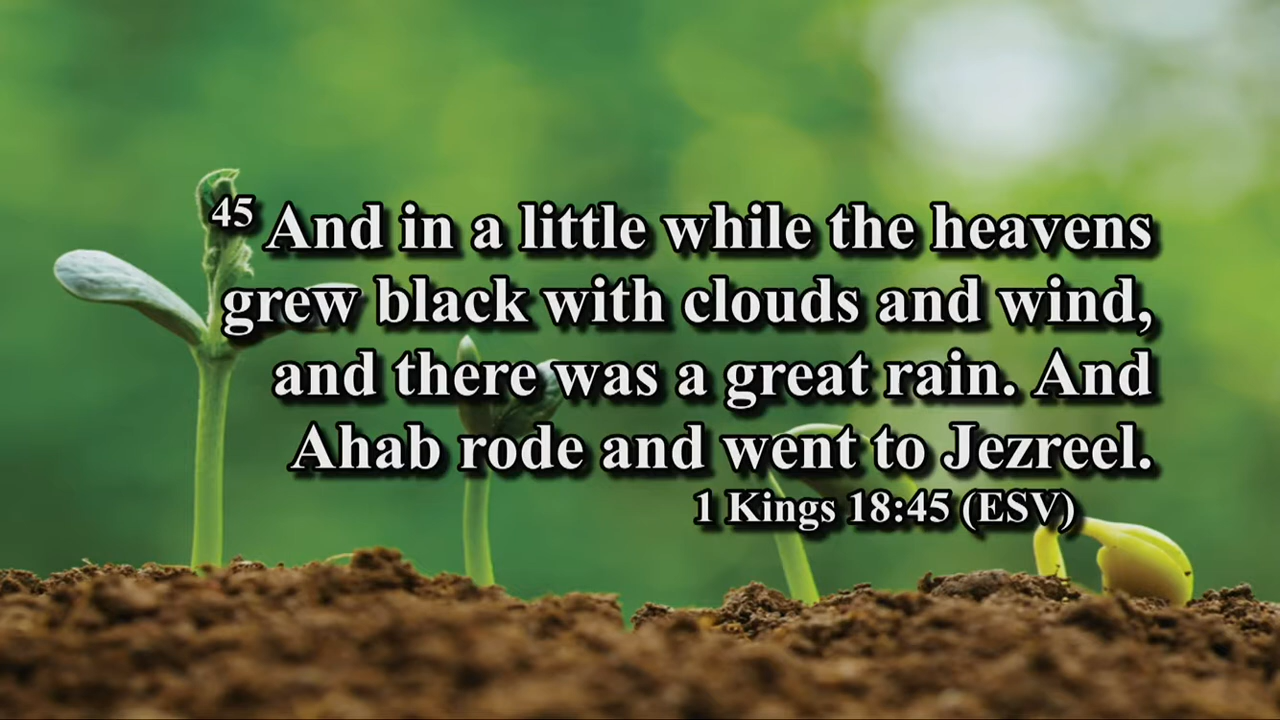 45 And in a little while the heavens
grew black with clouds and wind,
and there was a great rain. And
Ahab rode and went to Jezreel.
1 Kings 18:45 (ESV)